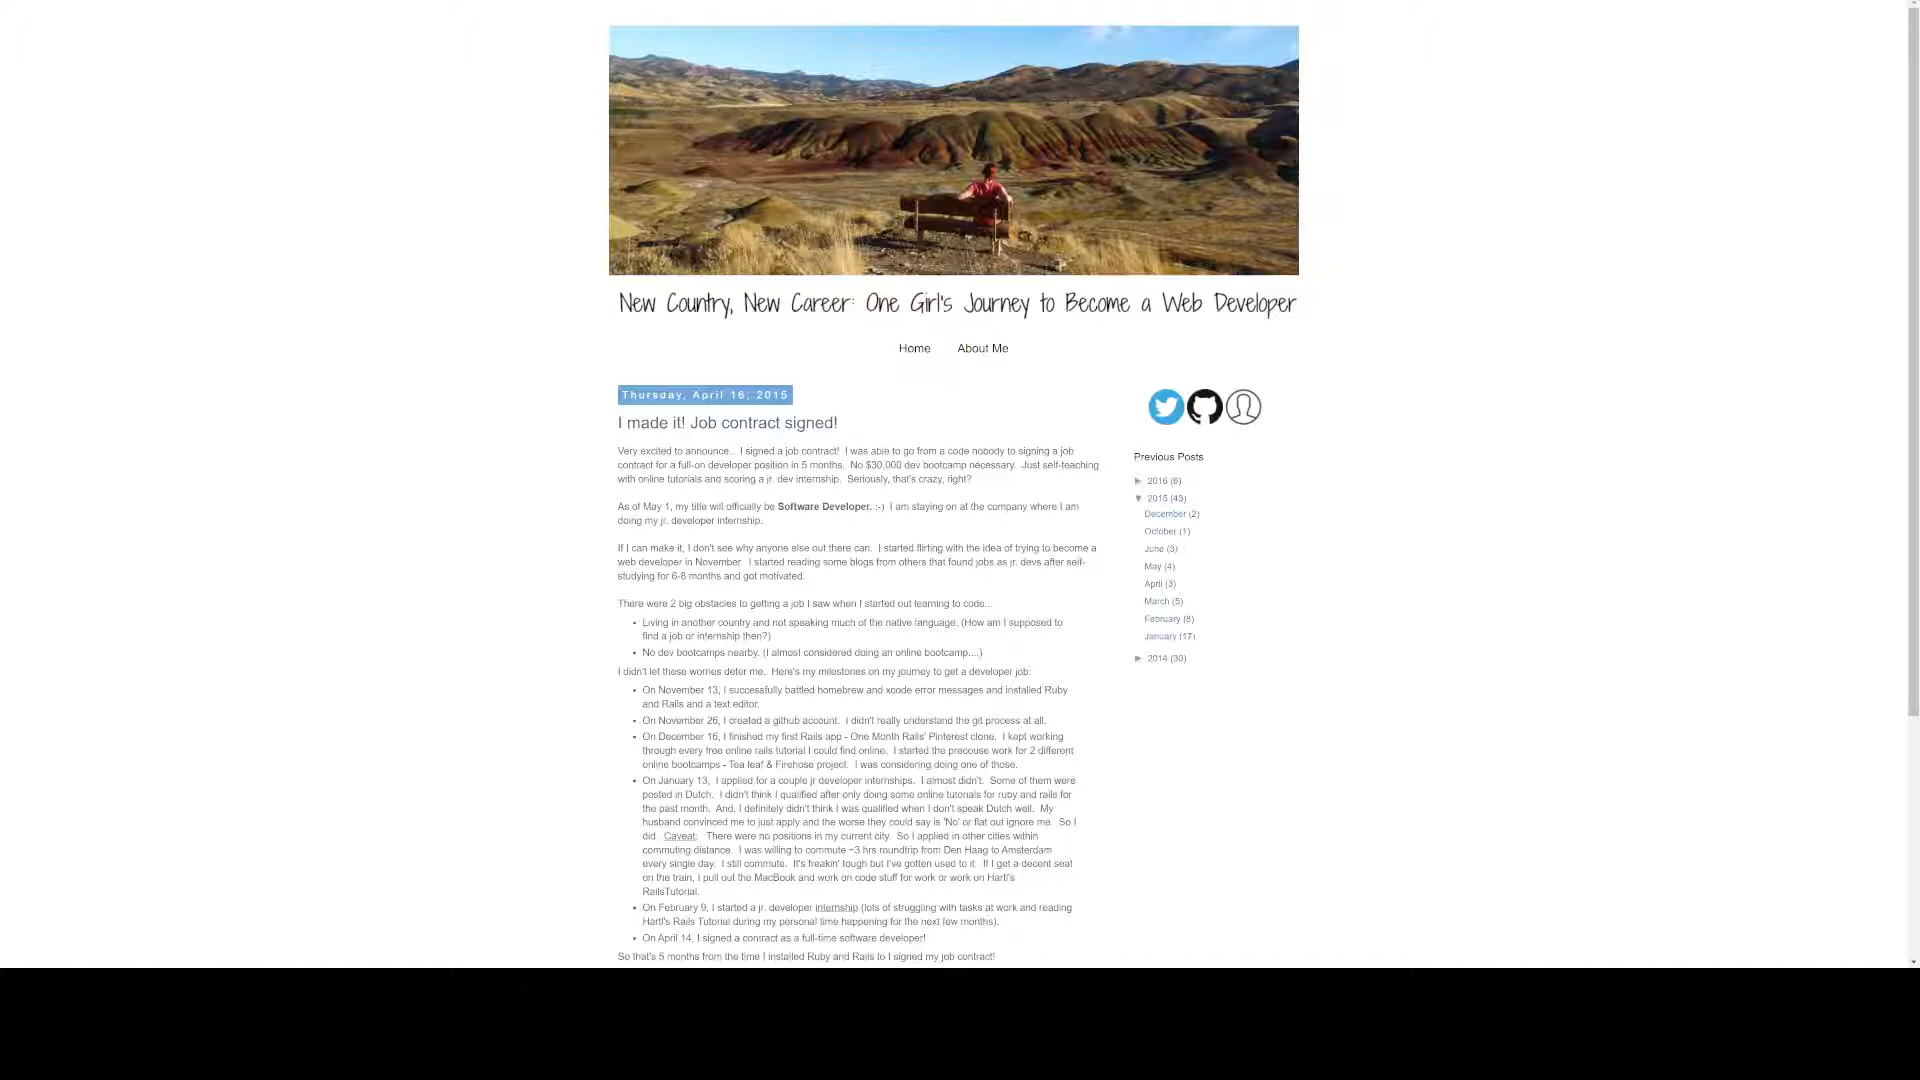 New Country, New Career: One Girl's Journey to Become a Web Developer
Home About Me
Thursday, April 16, 2015
I made it! Job contract signed!
Very excited to announce... I signed a job contract! I was able to go from a code nobody to signing a job
contract for a full-on developer position in 5 months. No $30,000 dev bootcamp necessary. Just self-teaching
with online tutorials and scoring a jr. dev internship. Seriously, that's crazy, right?
As of May 1, my title will officially be Software Developer. :-) I am staying on at the company where I am
doing my jr. developer internship.
If I can make it, I don't see why anyone else out there can. I started flirting with the idea of trying to become a
web developer in November. I started reading some blogs from others that found jobs as jr. devs after self-
studying for 6-8 months and got motivated.
There were 2 big obstacles to getting a job I saw when I started out learning to code...
• Living in another country and not speaking much of the native language. (How am I supposed to
find a job or internship then?)
• No dev bootcamps nearby. (I almost considered doing an online bootcamp....)
I didn't let these worries deter me. Here's my milestones on my journey to get a developer job:
• On November 13, I successfully battled homebrew and xcode error messages and installed Ruby
and Rails and a text editor.
• On November 26, I created a github account. I didn't really understand the git process at all.
• On December 16, I finished my first Rails app - One Month Rails' Pinterest clone. I kept working
through every free online rails tutorial I could find online. I started the precouse work for 2 different
online bootcamps - Tea leaf & Firehose project. I was considering doing one of those.
• On January 13, I applied for a couple jr developer internships. I almost didn't. Some of them were
posted in Dutch. I didn't think I qualified after only doing some online tutorials for ruby and rails for
the past month. And, I definitely didn't think I was qualified when I don't speak Dutch well. My
husband convinced me to just apply and the worse they could say is 'No' or flat out ignore me. So I
did. Caveat: There were no positions in my current city. So I applied in other cities within
commuting distance. I was willing to commute ~3 hrs roundtrip from Den Haag to Amsterdam
every single day. I still commute. It's freakin' tough but I've gotten used to it. If I get a decent seat
on the train, I pull out the MacBook and work on code stuff for work or work on Hartl's
RailsTutorial.
• On February 9, I started a jr. developer internship (lots of struggling with tasks at work and reading
Hartl's Rails Tutorial during my personal time happening for the next few months).
• On April 14, I signed a contract as a full-time software developer!
So that's 5 months from the time I installed Ruby and Rails to I signed my job contract!
Previous Posts
► 2016 (6)
▼ 2015 (43)
December (2)
October (1)
June (3)
May (4)
April (3)
March (5)
February (8)
January (17)
► 2014 (30)